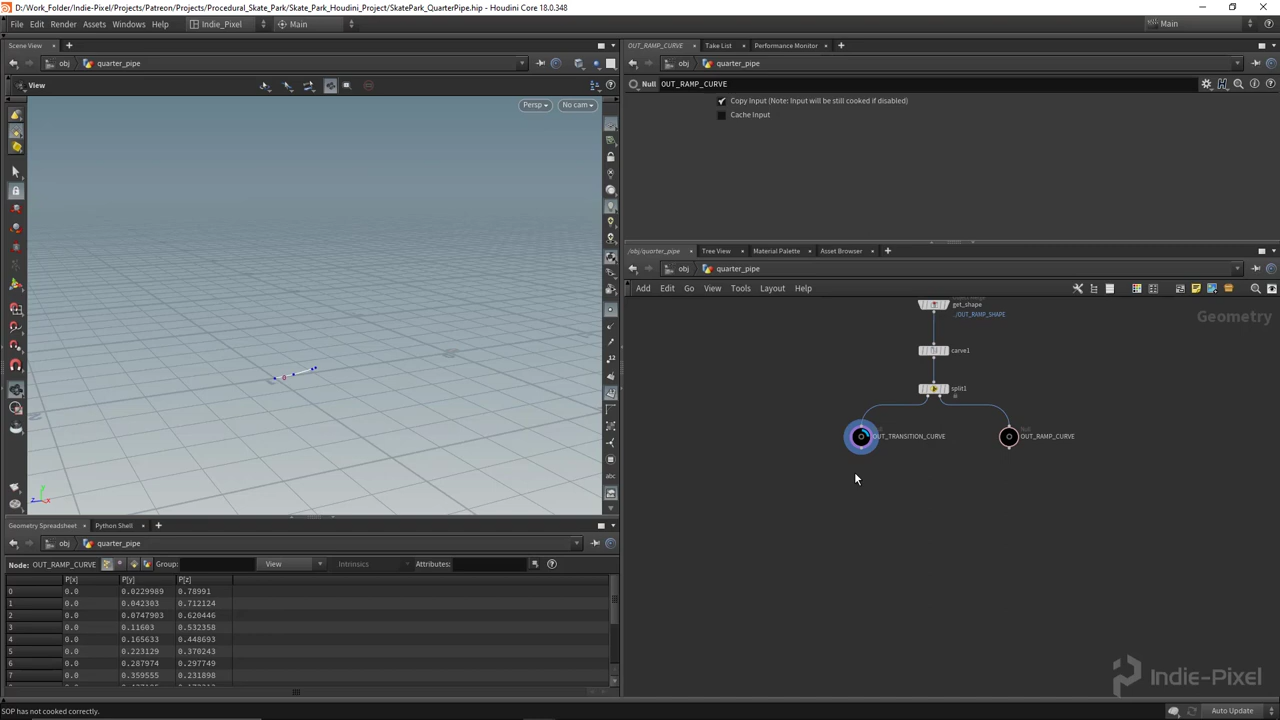 D:/Work_Folder/Indie-Pixel/Projects/Patreon/Projects/Procedural_Skate_Park/Skate_Park_Houdini_Project/SkatePark_QuarterPipe.hip - Houdini Core 18.0.348
File Edit Render Assets Windows Help Indie_Pixel Main Main
Scene View
obj quarter_pipe
View
Persp No cam
OUT_RAMP_CURVE Take List Performance Monitor
obj quarter_pipe
Null OUT_RAMP_CURVE
Copy Input (Note: Input will be still cooked if disabled)
Cache Input
/obj/quarter_pipe Tree View Material Palette Asset Browser
obj quarter_pipe
Add Edit Go View Tools Layout Help
get_shape
./OUT_RAMP_SHAPE
Geometry
carve1
split1
OUT_TRANSITION_CURVE
Null
OUT_RAMP_CURVE
Geometry Spreadsheet Python Shell
obj quarter_pipe
Node: OUT_RAMP_CURVE Group: View Intrinsics Attributes:
P[x] P[y] P[z]
0 0.0 0.0229989 0.78991
1 0.0 0.042303 0.712124
2 0.0 0.0747903 0.620446
3 0.0 0.11603 0.532358
4 0.0 0.165633 0.448693
5 0.0 0.223129 0.370243
6 0.0 0.287974 0.297749
7 0.0 0.359555 0.231898
Indie-Pixel
SOP has not cooked correctly.
Auto Update